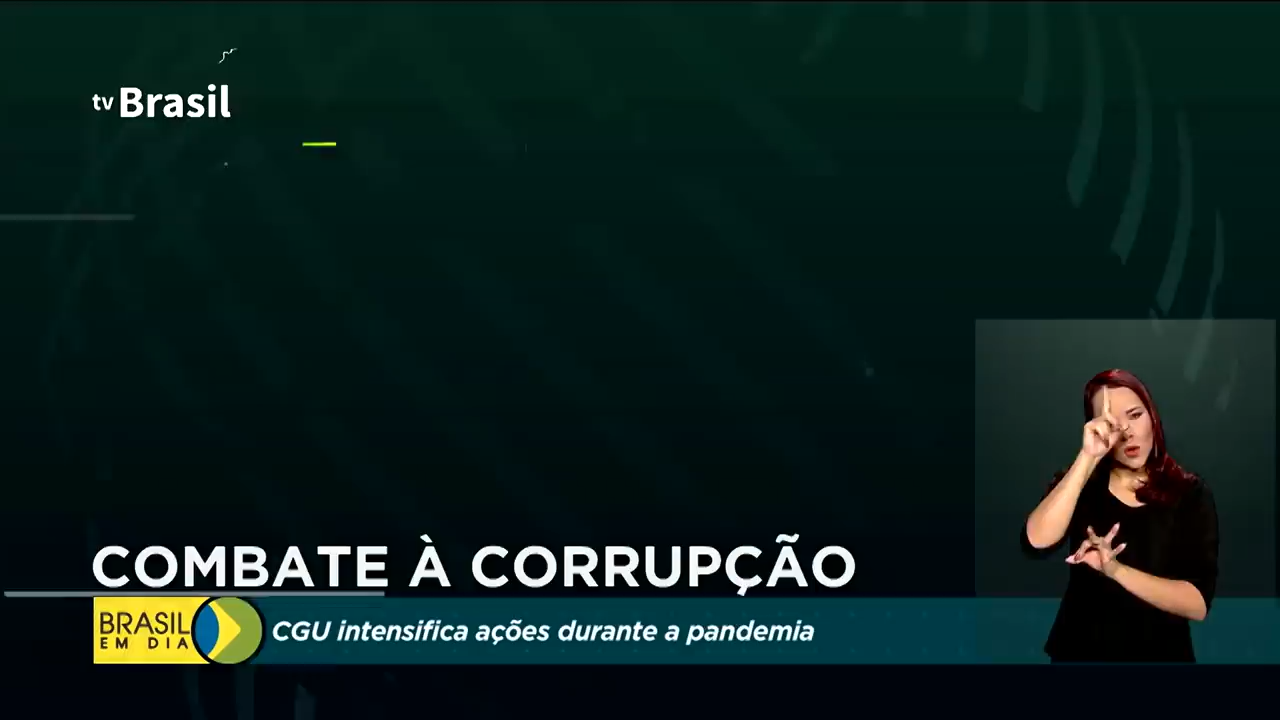 tv Brasil
COMBATE À CORRUPÇÃO
BRASIL
EM DIA
CGU intensifica ações durante a pandemia